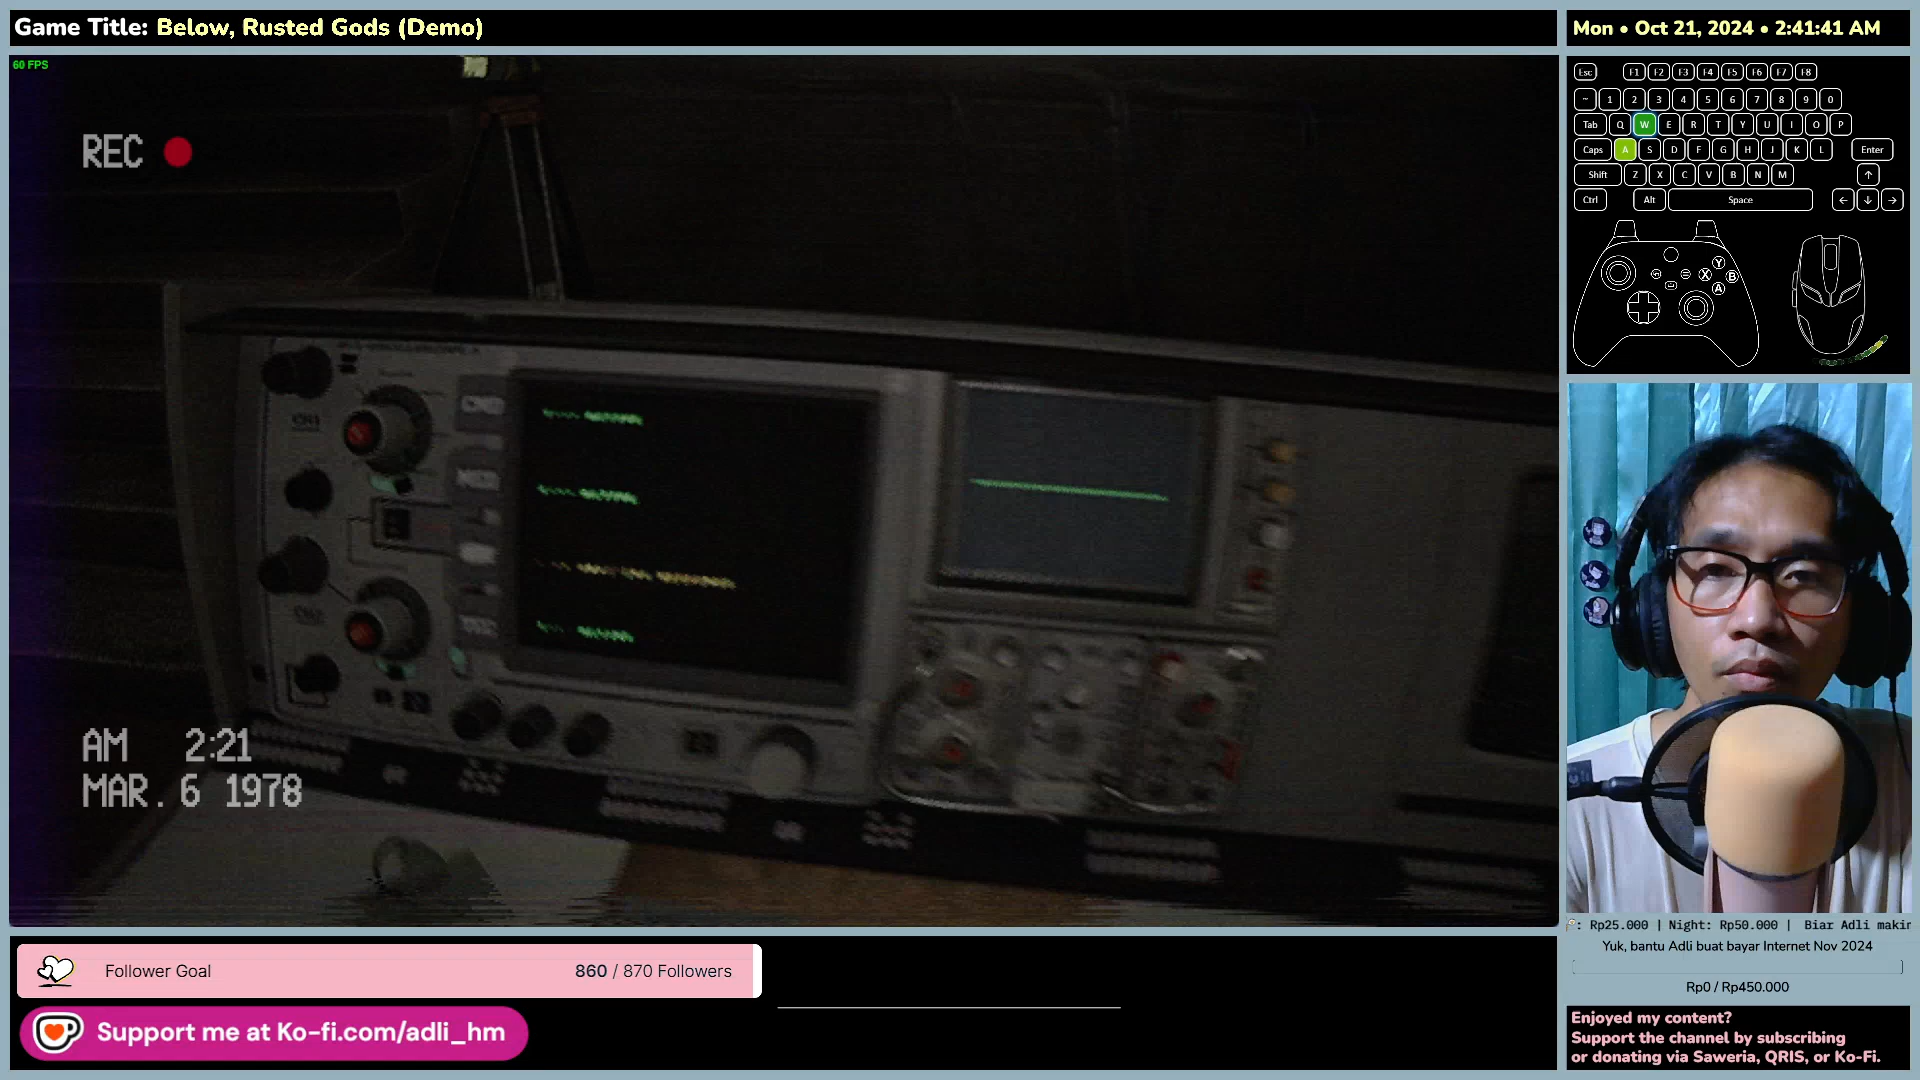 Game Title: Below, Rusted Gods (Demo)
Mon • Oct 21, 2024 • 2:41:41 AM
60 FPS
REC
AM 2:21
MAR. 6 1978
Esc F1 F2 F3 F4 F5 F6 F7 F8
~ 1 2 3 4 5 6 7 8 9 0
Tab Q W E R T Y U I O P
Caps A S D F G H J K L Enter
Shift Z X C V B N M ↑
Ctrl Alt Space ← ↓ →
Y
X B
A
: Rp25.000 | Night: Rp50.000 | Biar Adli makin
Yuk, bantu Adli buat bayar Internet Nov 2024
Rp0 / Rp450.000
Follower Goal 860 / 870 Followers
Support me at Ko-fi.com/adli_hm
Enjoyed my content?
Support the channel by subscribing
or donating via Saweria, QRIS, or Ko-Fi.